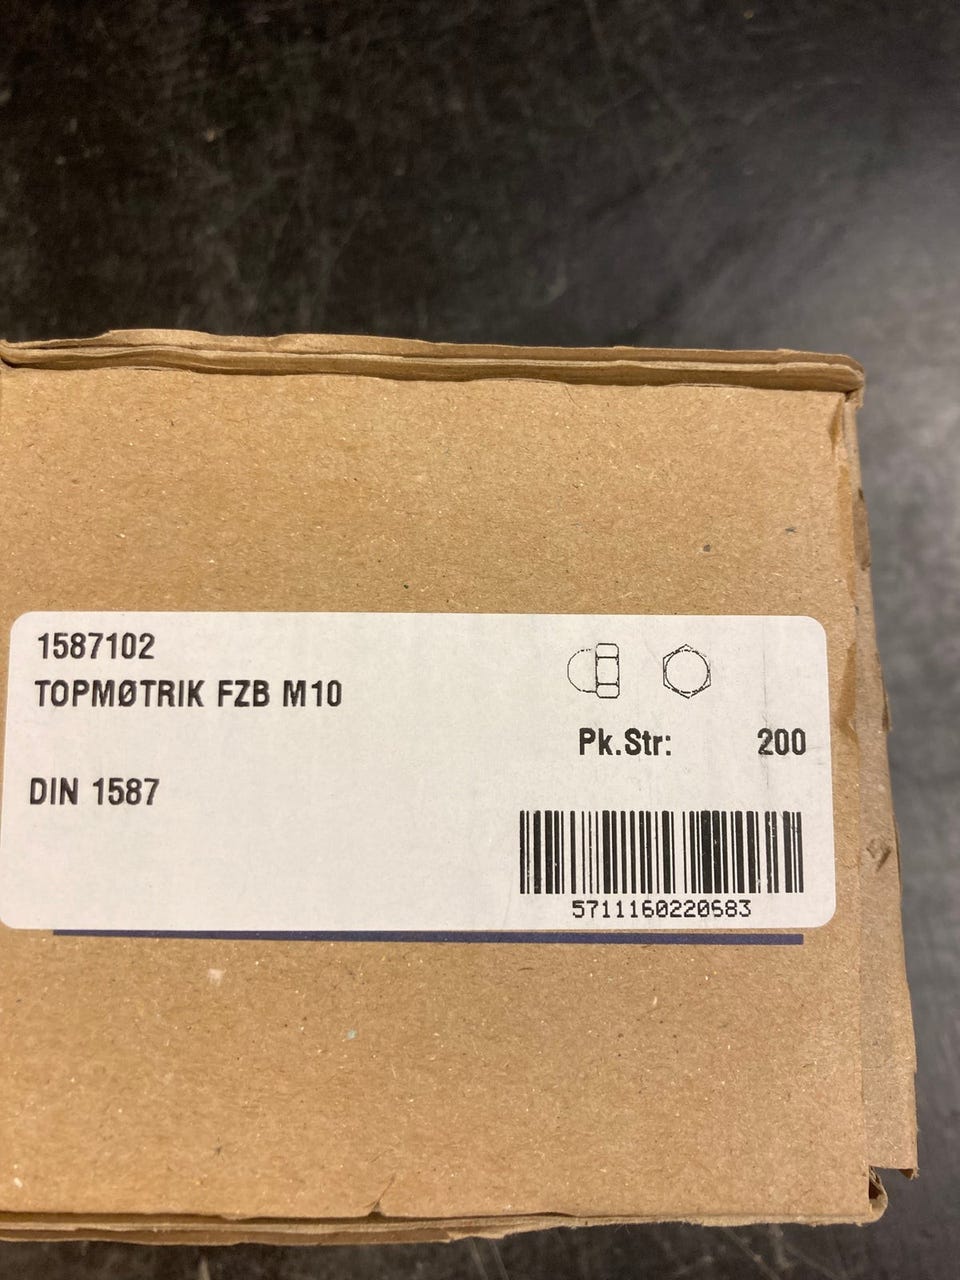 1587102
TOPMØTRIK FZB M10
Pk.Str: 200
DIN 1587
5711160220683